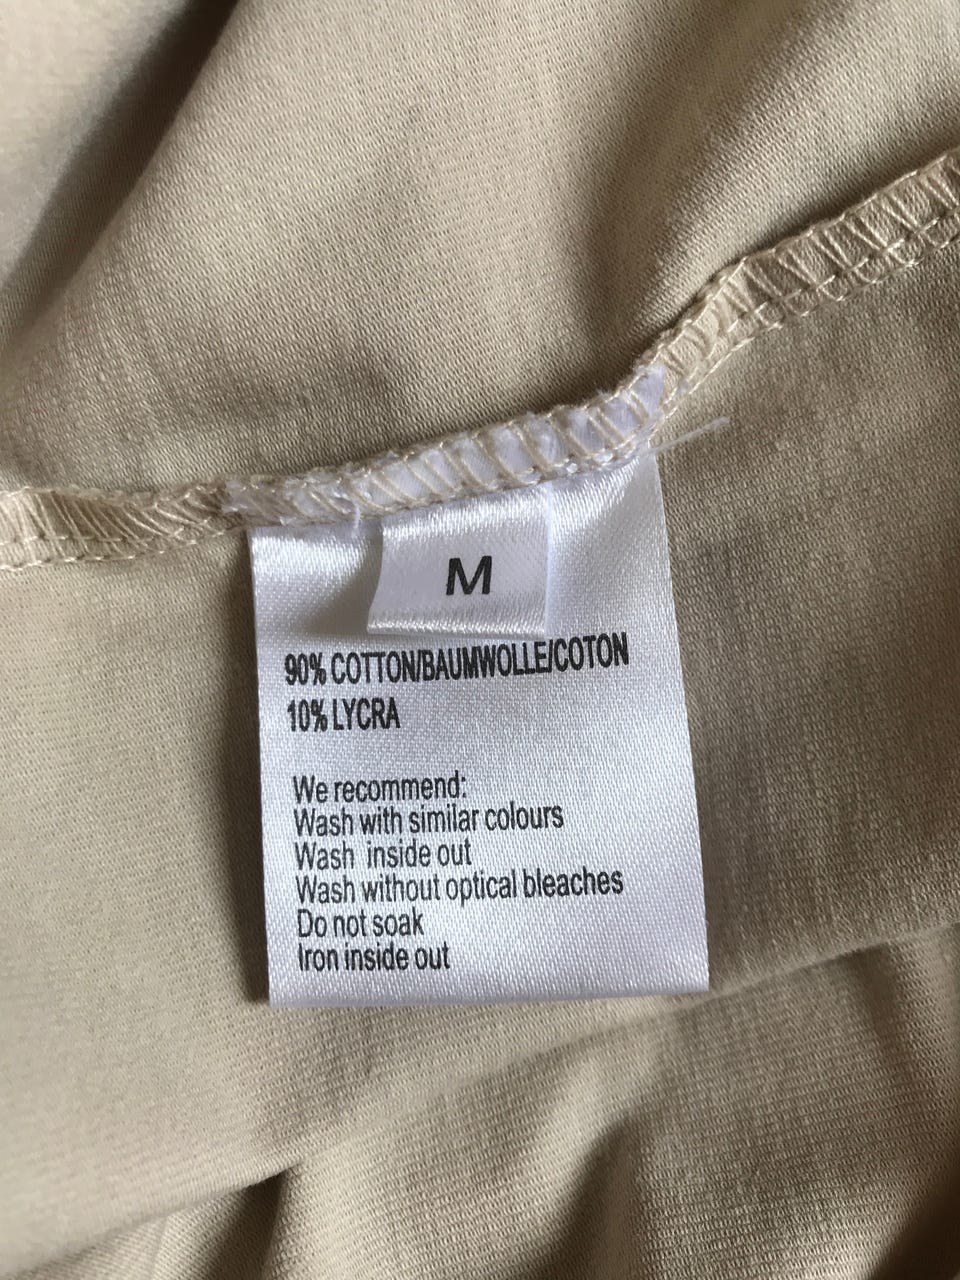 M
90% COTTON/BAUMWOLLE/COTON
10% LYCRA
We recommend:
Wash with similar colours
Wash inside out
Wash without optical bleaches
Do not soak
Iron inside out